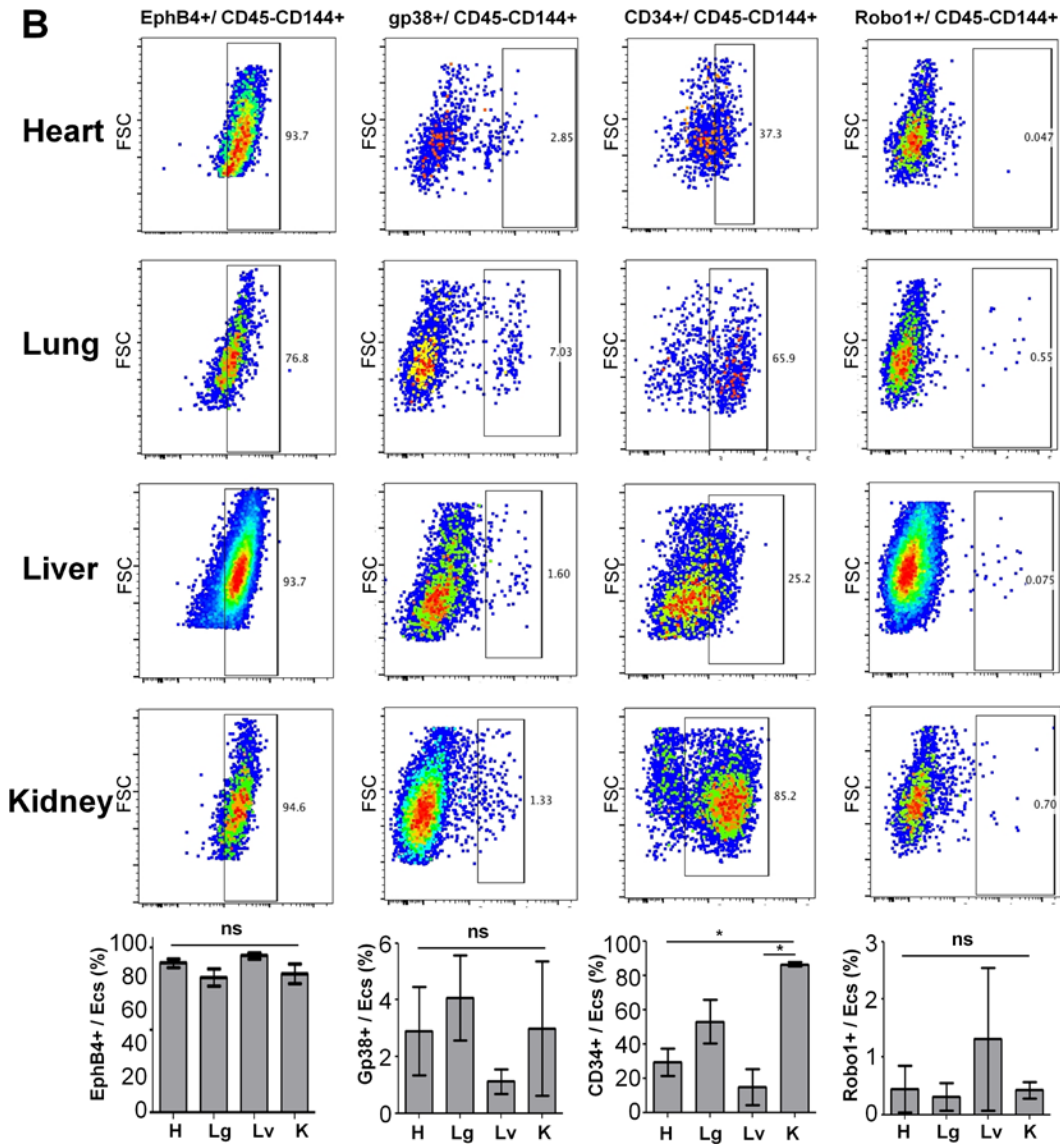 B
EphB4+/ CD45-CD144+
gp38+/ CD45-CD144+
CD34+/ CD45-CD144+
Robo1+/ CD45-CD144+
Heart
FSC
93.7
FSC
2.85
FSC
37.3
FSC
0.047
Lung
FSC
76.8
FSC
7.03
FSC
65.9
3 4 5
FSC
0.55
Liver
FSC
93.7
FSC
1.60
FSC
25.2
FSC
0.075
Kidney
FSC
94.6
FSC
1.33
FSC
85.2
FSC
0.70
EphB4+ / Ecs (%)
100
80
60
40
20
0
ns
H Lg Lv K
Gp38+ / Ecs (%)
6
4
2
0
ns
H Lg Lv K
CD34+ / Ecs (%)
100
80
60
40
20
0
*
*
H Lg Lv K
Robo1+ / Ecs (%)
3
2
1
0
ns
H Lg Lv K